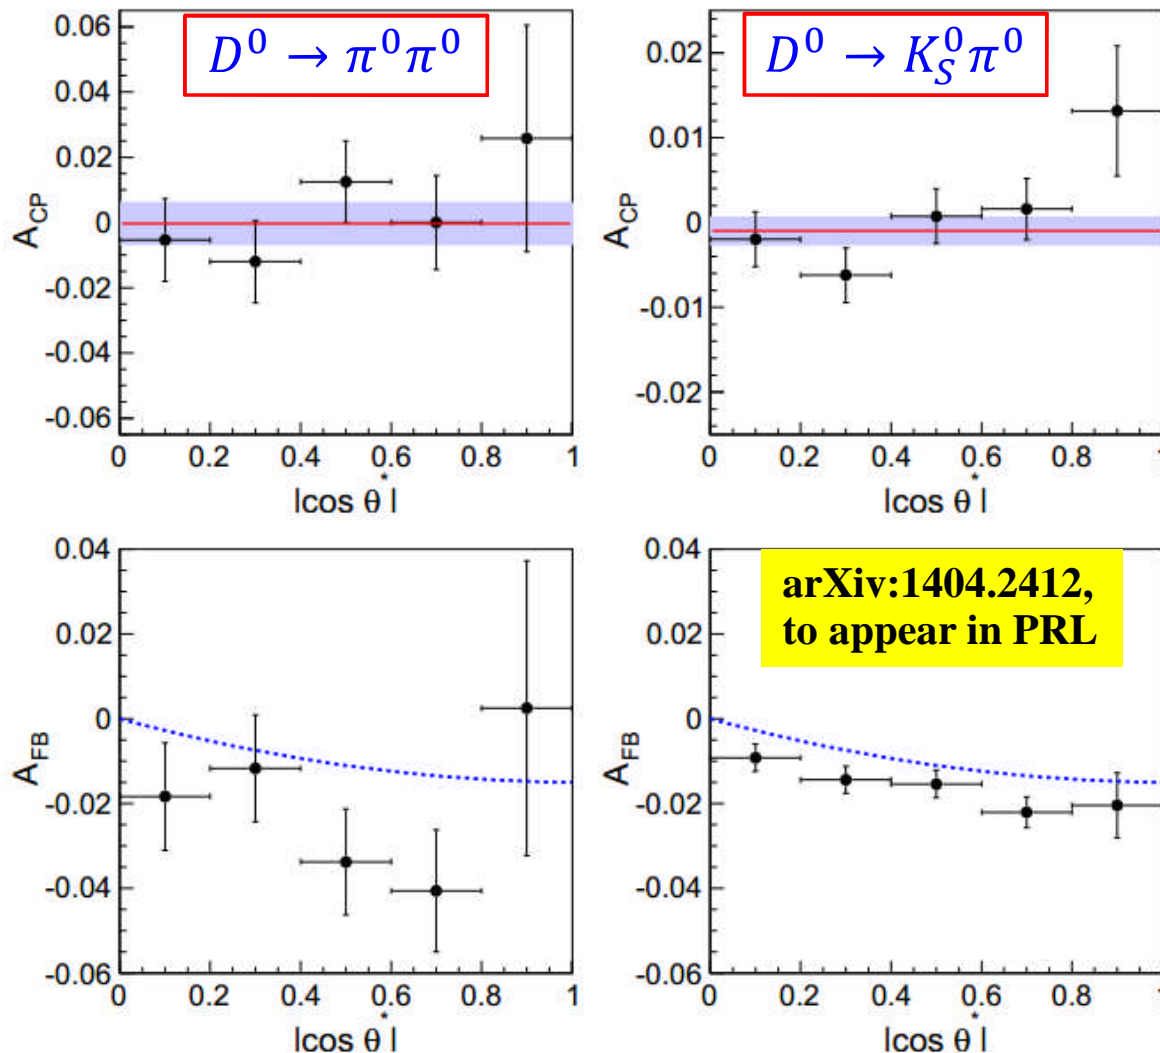 D⁰ → π⁰π⁰
0.06
0.04
0.02
0
-0.02
-0.04
-0.06
A_CP
0 0.2 0.4 0.6 0.8 1
|cos θ*|
D⁰ → K_S⁰π⁰
0.02
0.01
0
-0.01
-0.02
A_CP
0 0.2 0.4 0.6 0.8 1
|cos θ*|
0.04
0.02
0
-0.02
-0.04
-0.06
A_FB
0 0.2 0.4 0.6 0.8 1
|cos θ*|
arXiv:1404.2412,
to appear in PRL
0.04
0.02
0
-0.02
-0.04
-0.06
A_FB
0 0.2 0.4 0.6 0.8 1
|cos θ*|